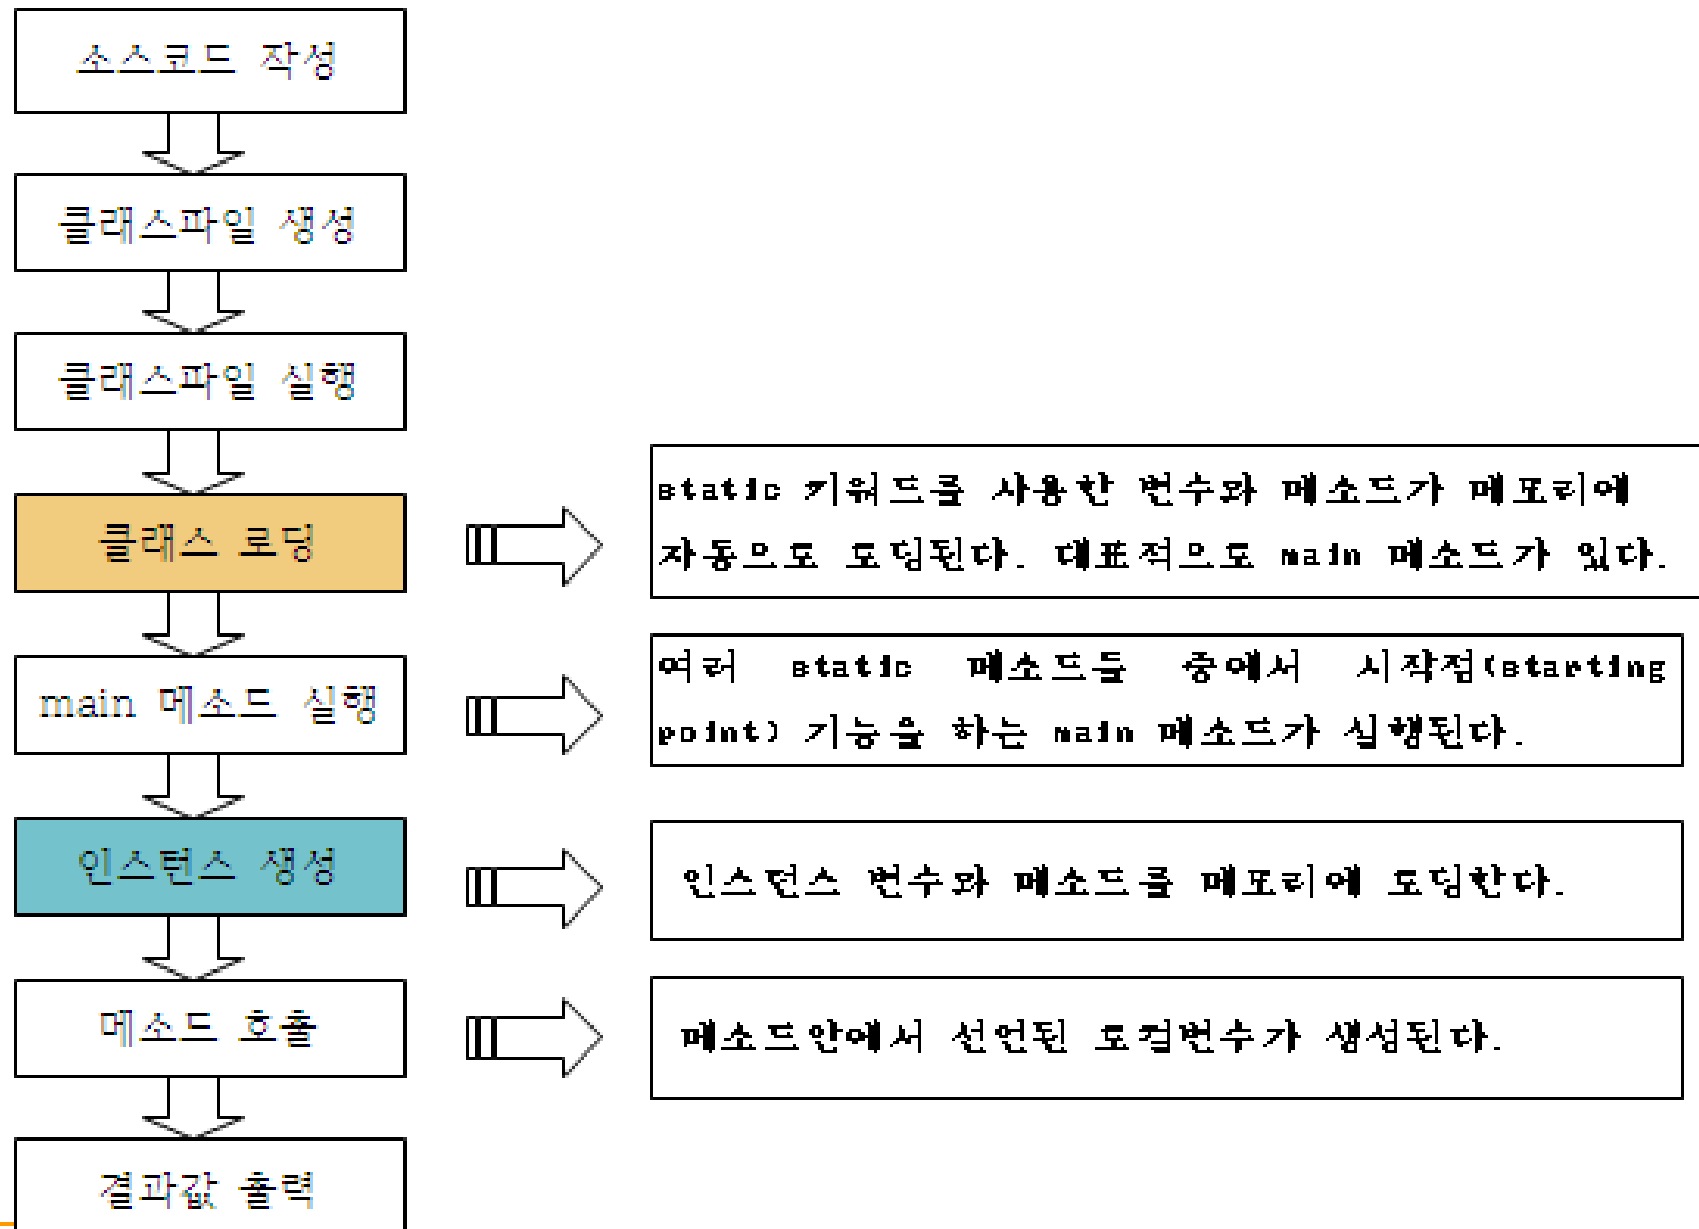 소스코드 작성
클래스파일 생성
클래스파일 실행
클래스 로딩
static 키워드를 사용한 변수와 메소드가 메모리에
자동으로 로딩된다. 대표적으로 main 메소드가 있다.
main 메소드 실행
여러 static 메소드들 중에서 시작점(starting
point) 기능을 하는 main 메소드가 실행된다.
인스턴스 생성
인스턴스 변수와 메소드를 메모리에 로딩한다.
메소드 호출
메소드안에서 선언된 로컬변수가 생성된다.
결과값 출력